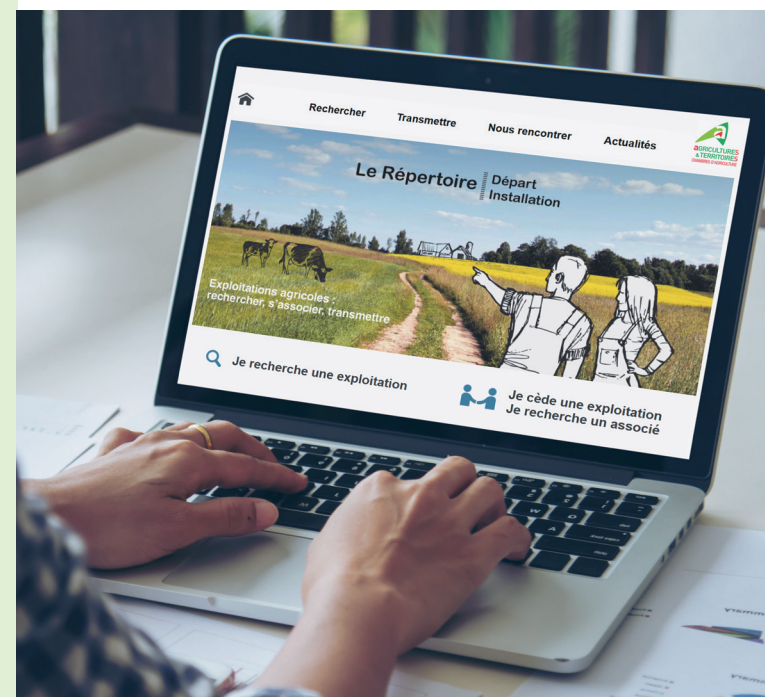 Rechercher
Transmettre
Nous rencontrer
Actualités
AGRICULTURES
& TERRITOIRES
CHAMBRES D'AGRICULTURE
Le Répertoire
Départ
Installation
Exploitations agricoles :
rechercher, s'associer, transmettre
Je recherche une exploitation
Je cède une exploitation
Je recherche un associé